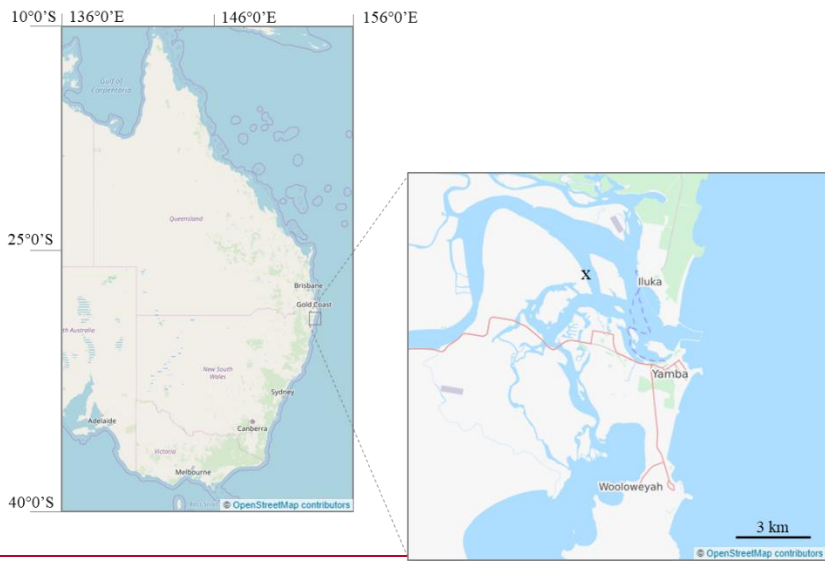 10°0’S
136°0’E
146°0’E
156°0’E
Gulf of
Carpentaria
Queensland
25°0’S
Brisbane
Gold Coast
th Australia
New South
Wales
Sydney
Adelaide
Canberra
Victoria
Melbourne
40°0’S
© OpenStreetMap contributors
x
Iluka
Yamba
Wooloweyah
3 km
© OpenStreetMap contributors